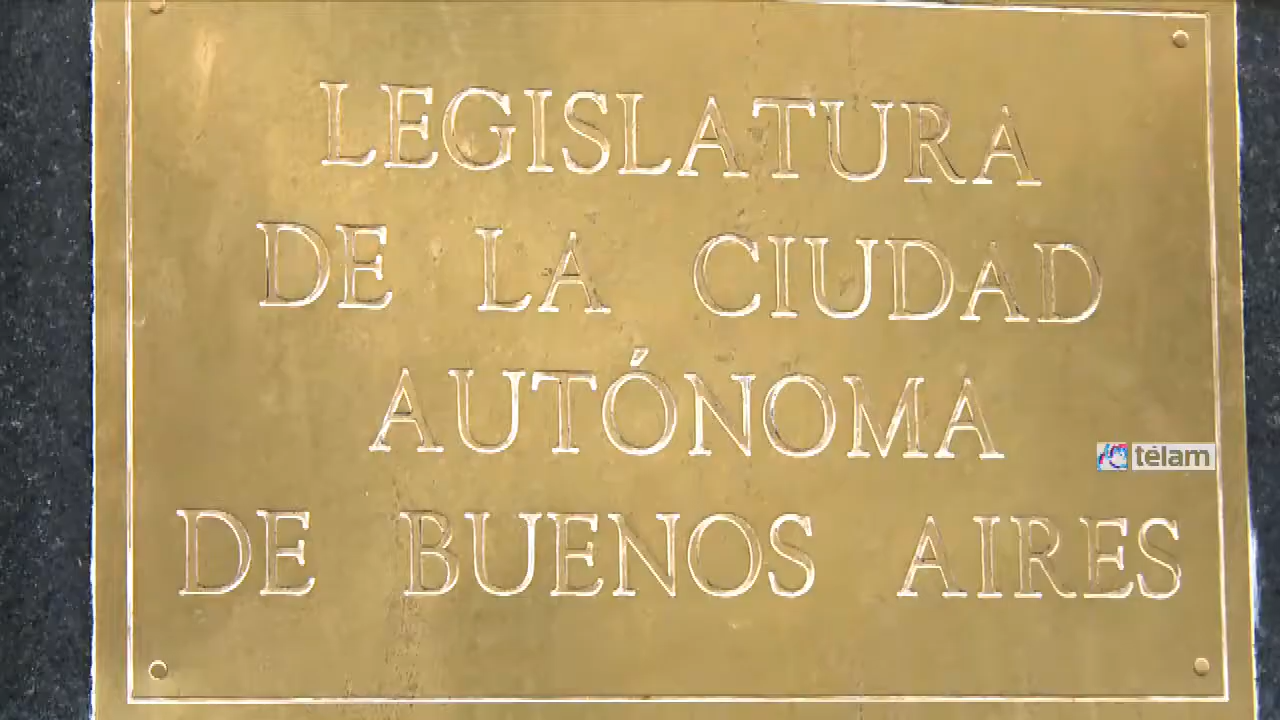 LEGISLATURA
DE LA CIUDAD
AUTÓNOMA
DE BUENOS AIRES
télam